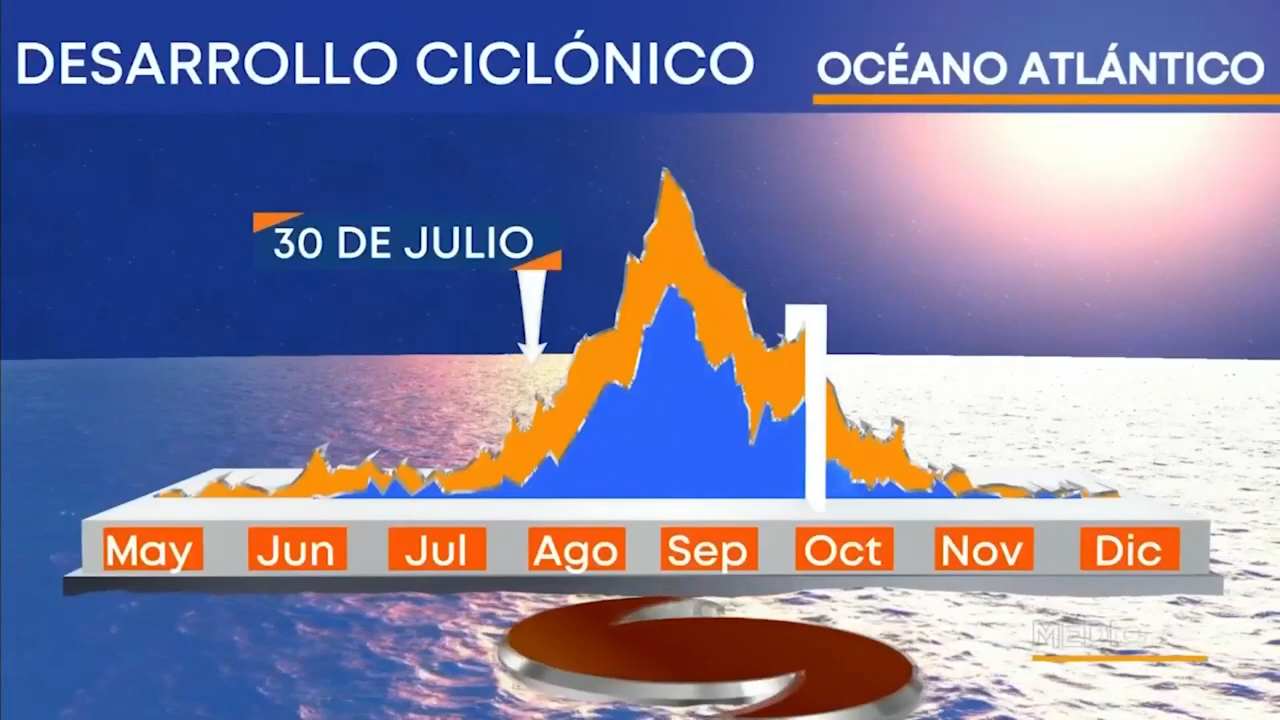 DESARROLLO CICLÓNICO
OCÉANO ATLÁNTICO
30 DE JULIO
May Jun Jul Ago Sep Oct Nov Dic